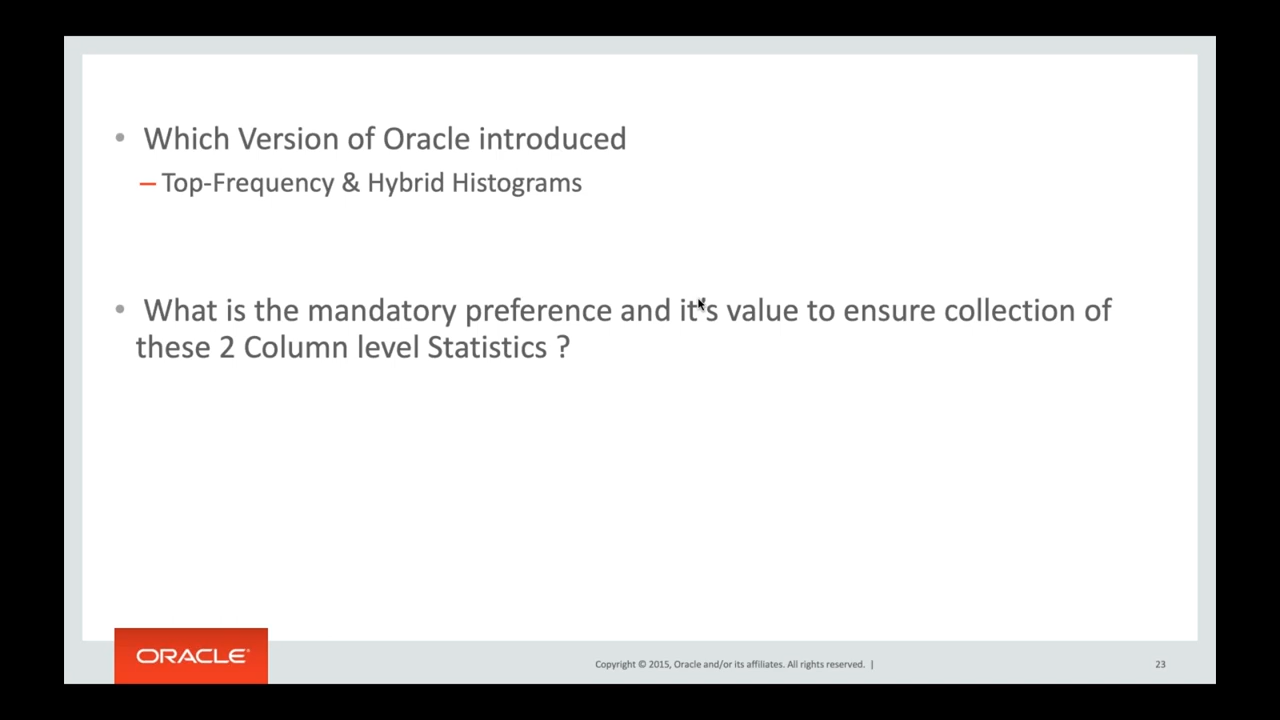 • Which Version of Oracle introduced
– Top-Frequency & Hybrid Histograms
• What is the mandatory preference and it's value to ensure collection of
these 2 Column level Statistics ?
ORACLE®
Copyright © 2015, Oracle and/or its affiliates. All rights reserved. |
23